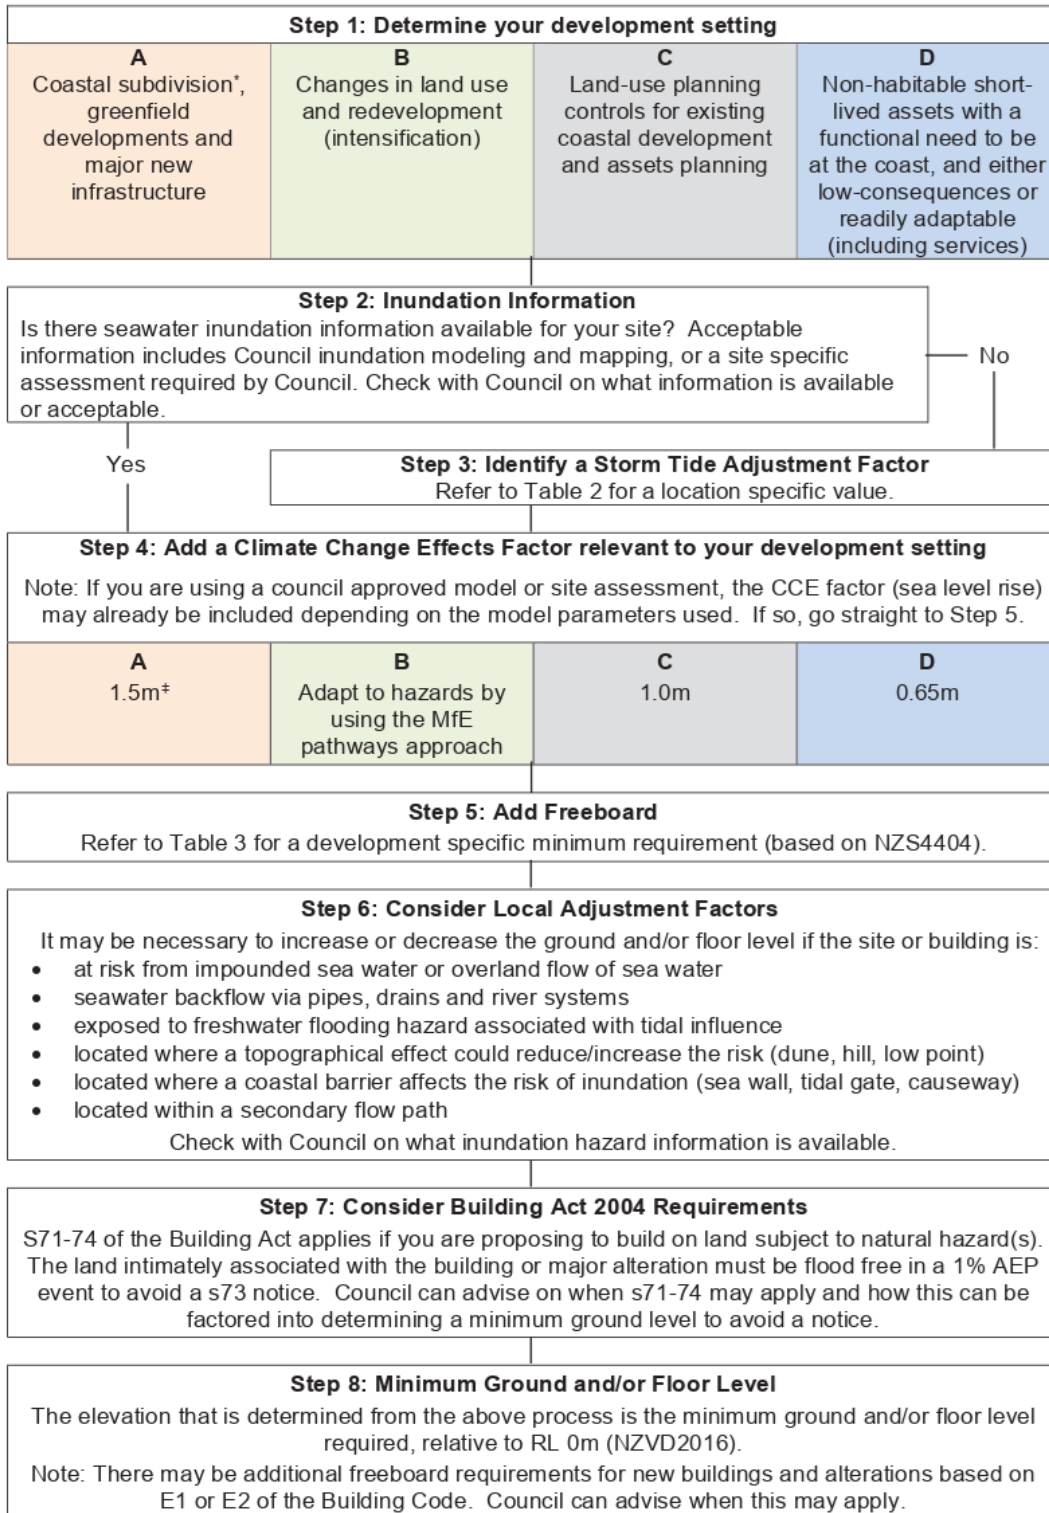 Step 1: Determine your development setting
A
Coastal subdivision*,
greenfield
developments and
major new
infrastructure
B
Changes in land use
and redevelopment
(intensification)
C
Land-use planning
controls for existing
coastal development
and assets planning
D
Non-habitable short-
lived assets with a
functional need to be
at the coast, and either
low-consequences or
readily adaptable
(including services)
Step 2: Inundation Information
Is there seawater inundation information available for your site? Acceptable
information includes Council inundation modeling and mapping, or a site specific
assessment required by Council. Check with Council on what information is available
or acceptable.
No
Yes
Step 3: Identify a Storm Tide Adjustment Factor
Refer to Table 2 for a location specific value.
Step 4: Add a Climate Change Effects Factor relevant to your development setting
Note: If you are using a council approved model or site assessment, the CCE factor (sea level rise)
may already be included depending on the model parameters used. If so, go straight to Step 5.
A
1.5m‡
B
Adapt to hazards by
using the MfE
pathways approach
C
1.0m
D
0.65m
Step 5: Add Freeboard
Refer to Table 3 for a development specific minimum requirement (based on NZS4404).
Step 6: Consider Local Adjustment Factors
It may be necessary to increase or decrease the ground and/or floor level if the site or building is:
• at risk from impounded sea water or overland flow of sea water
• seawater backflow via pipes, drains and river systems
• exposed to freshwater flooding hazard associated with tidal influence
• located where a topographical effect could reduce/increase the risk (dune, hill, low point)
• located where a coastal barrier affects the risk of inundation (sea wall, tidal gate, causeway)
• located within a secondary flow path
Check with Council on what inundation hazard information is available.
Step 7: Consider Building Act 2004 Requirements
S71-74 of the Building Act applies if you are proposing to build on land subject to natural hazard(s).
The land intimately associated with the building or major alteration must be flood free in a 1% AEP
event to avoid a s73 notice. Council can advise on when s71-74 may apply and how this can be
factored into determining a minimum ground level to avoid a notice.
Step 8: Minimum Ground and/or Floor Level
The elevation that is determined from the above process is the minimum ground and/or floor level
required, relative to RL 0m (NZVD2016).
Note: There may be additional freeboard requirements for new buildings and alterations based on
E1 or E2 of the Building Code. Council can advise when this may apply.